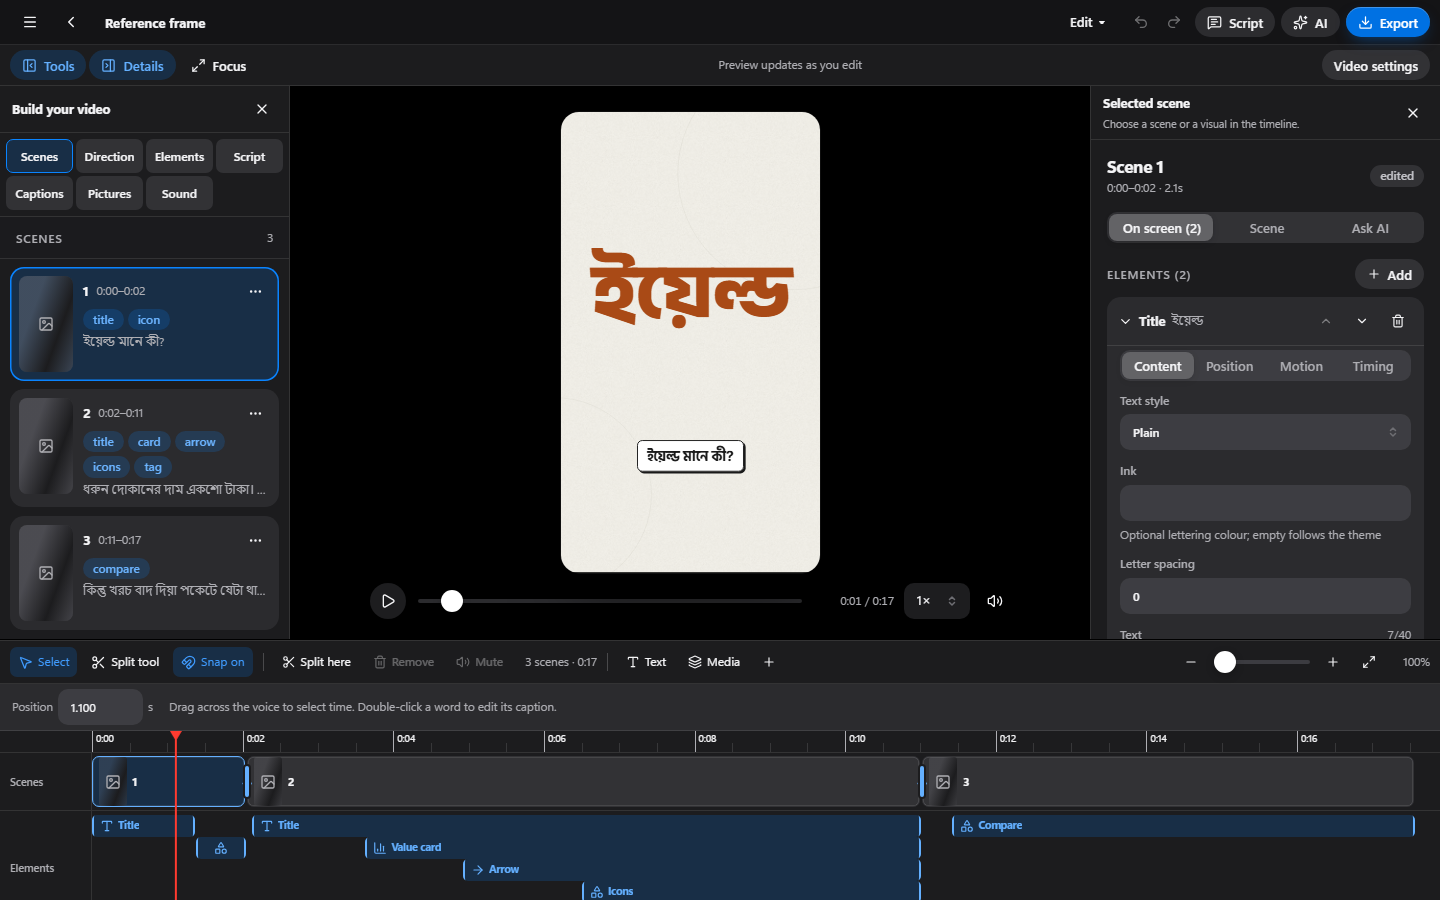 Reference frame
Edit
Script
AI
Export
Tools
Details
Focus
Preview updates as you edit
Video settings
Build your video
Scenes
Direction
Elements
Script
Captions
Pictures
Sound
SCENES 3
1 0:00–0:02
title icon
ইয়েল্ড মানে কী?
2 0:02–0:11
title card arrow
icons tag
ধরুন দোকানের দাম একশো টাকা। ...
3 0:11–0:17
compare
কিন্তু খরচ বাদ দিয়া পকেটে যেটা থা...
ইয়েল্ড
ইয়েল্ড মানে কী?
0:01 / 0:17
1×
Selected scene
Choose a scene or a visual in the timeline.
Scene 1
0:00–0:02 · 2.1s
edited
On screen (2)
Scene
Ask AI
ELEMENTS (2)
Add
Title ইয়েল্ড
Content
Position
Motion
Timing
Text style
Plain
Ink
Optional lettering colour; empty follows the theme
Letter spacing
0
Text 7/40
Select
Split tool
Snap on
Split here
Remove
Mute
3 scenes · 0:17
Text
Media
100%
Position 1.100 s
Drag across the voice to select time. Double-click a word to edit its caption.
0:00 0:02 0:04 0:06 0:08 0:10 0:12 0:14 0:16
Scenes 1 2 3
Title Title Compare
Value card
Elements
Arrow
Icons